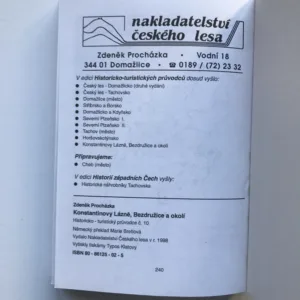 nakladatelství
českého lesa
Zdeněk Procházka • Vodní 18
344 01 Domažlice • ☎ 0189 / (72) 23 32
V edici Historicko-turistických průvodců dosud vyšlo:
● Český les - Domažlicko (druhé vydání)
● Český les - Tachovsko
● Domažlice (město)
● Stříbrsko a Borsko
● Domažlicko a Kdyňsko
● Severní Plzeňsko I.
● Severní Plzeňsko II.
● Tachov (město)
● Horšovskotýnsko
● Konstantinovy Lázně, Bezdružice a okolí
Připravujeme:
● Cheb (město)
V edici Historií západních Čech vyšly:
● Historické náhrobníky Tachovska
Zdeněk Procházka
Konstantinovy Lázně, Bezdružice a okolí
Historicko - turistický průvodce č. 10
Německý překlad Marie Smolová
Vydalo Nakladatelství Českého lesa v r. 1998
Vytiskly tiskárny Typos Klatovy
ISBN 80-86125-02-5
240